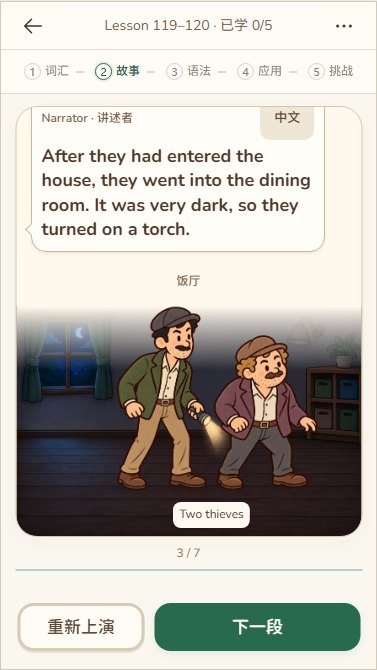 Lesson 119–120 · 已学 0/5
1 词汇 — 2 故事 — 3 语法 — 4 应用 — 5 挑战
Narrator · 讲述者
中文
After they had entered the
house, they went into the dining
room. It was very dark, so they
turned on a torch.
饭厅
Two thieves
3 / 7
重新上演
下一段